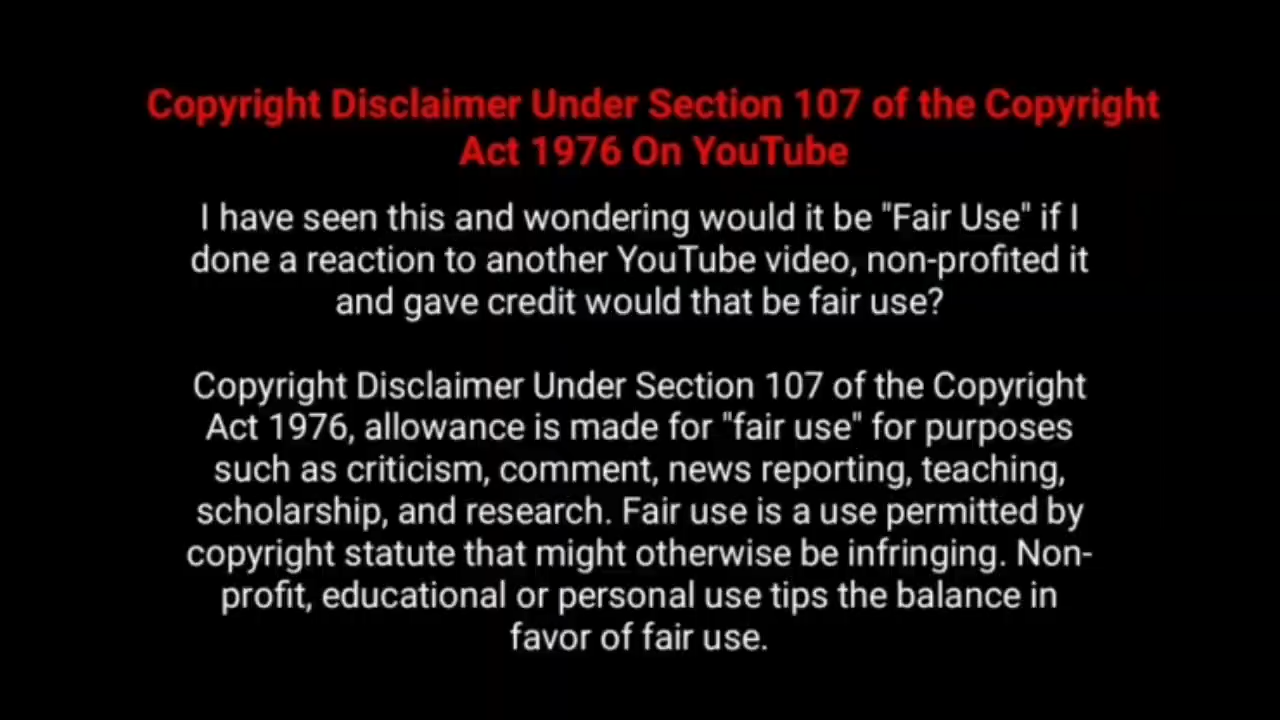 Copyright Disclaimer Under Section 107 of the Copyright
Act 1976 On YouTube
I have seen this and wondering would it be "Fair Use" if I
done a reaction to another YouTube video, non-profited it
and gave credit would that be fair use?
Copyright Disclaimer Under Section 107 of the Copyright
Act 1976, allowance is made for "fair use" for purposes
such as criticism, comment, news reporting, teaching,
scholarship, and research. Fair use is a use permitted by
copyright statute that might otherwise be infringing. Non-
profit, educational or personal use tips the balance in
favor of fair use.